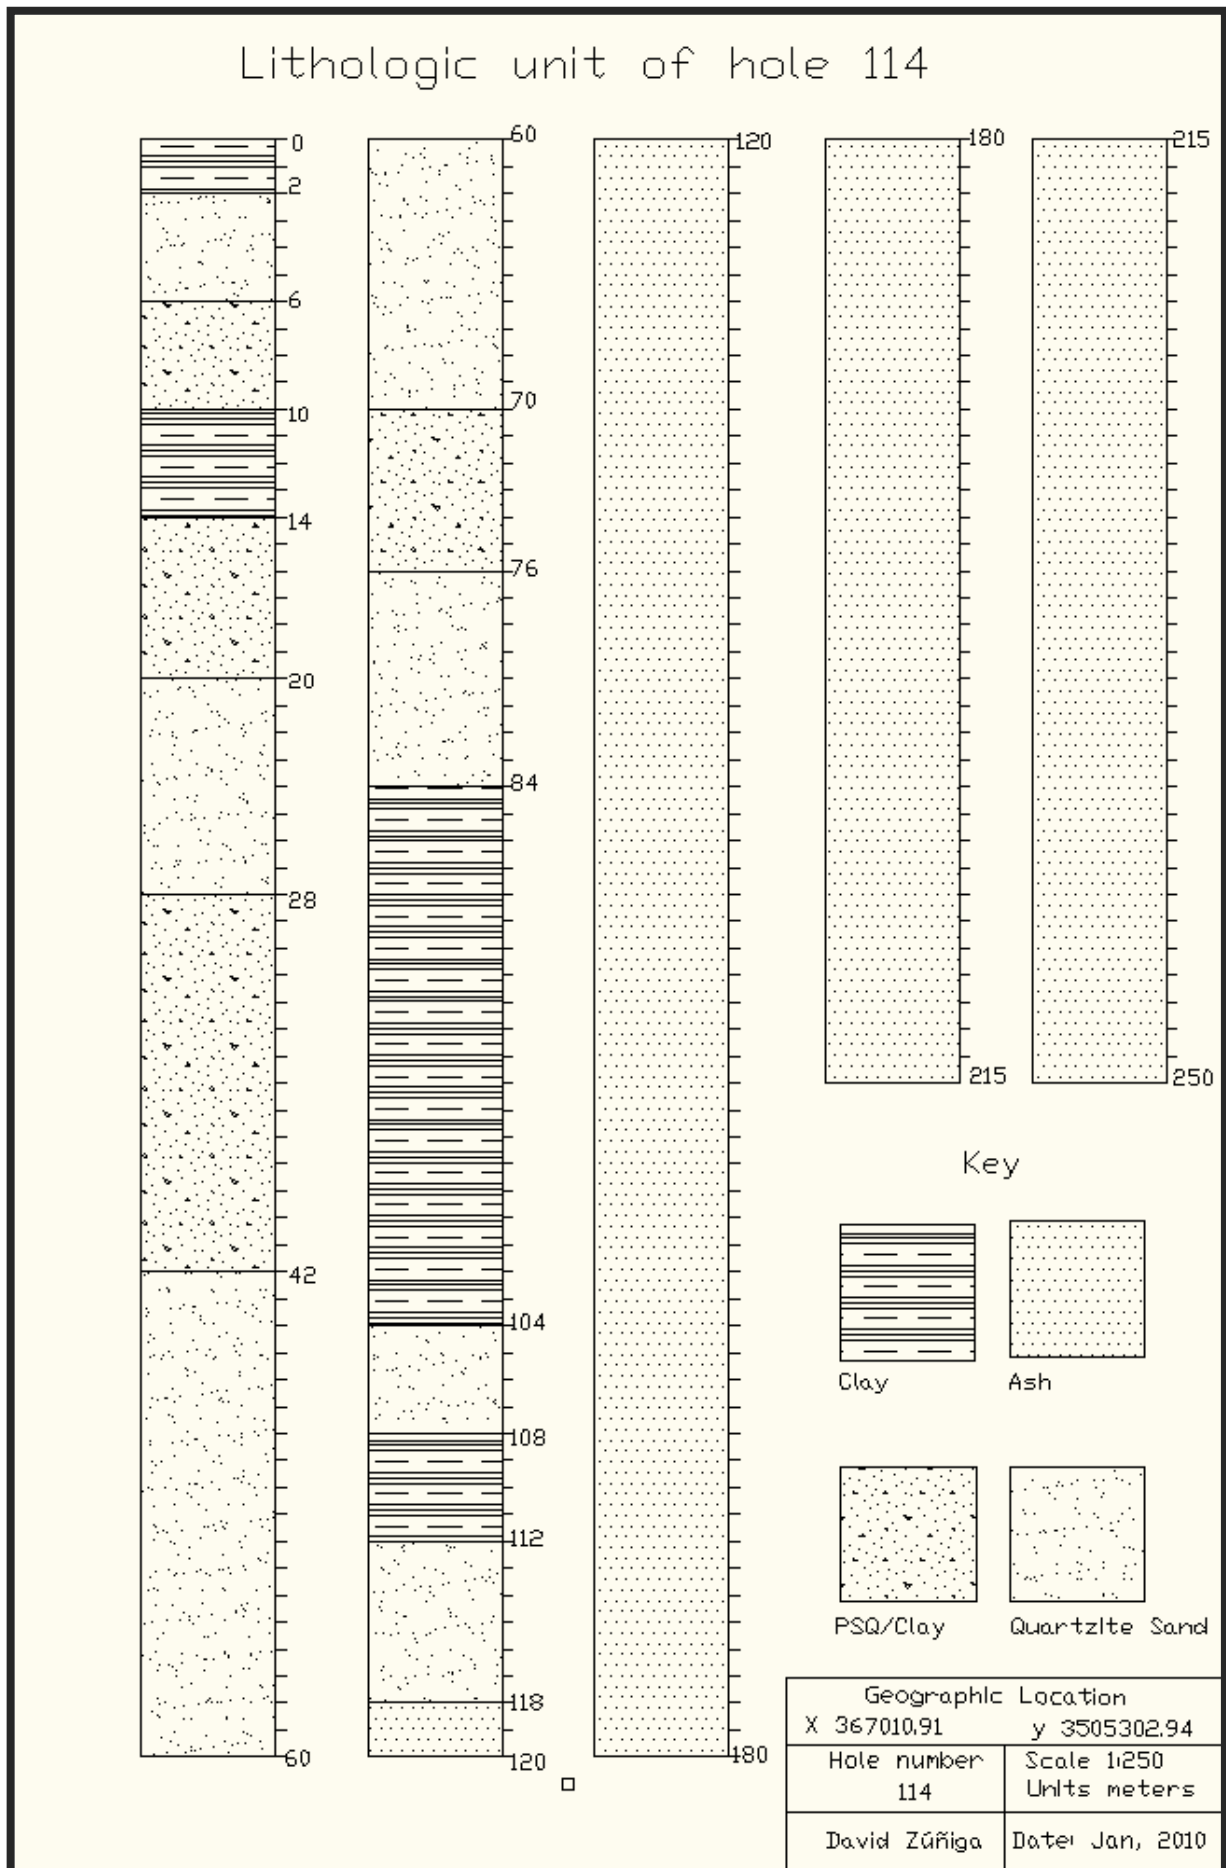 Lithologic unit of hole 114
0
2
6
10
14
20
28
42
60
60
70
76
84
104
108
112
118
120
120
180
180
215
215
250
Key
Clay
Ash
PSQ/Clay
Quartzite Sand
Geographic Location
X 367010.91 y 3505302.94
Hole number
114
Scale 1:250
Units meters
David Zúñiga
Date: Jan, 2010